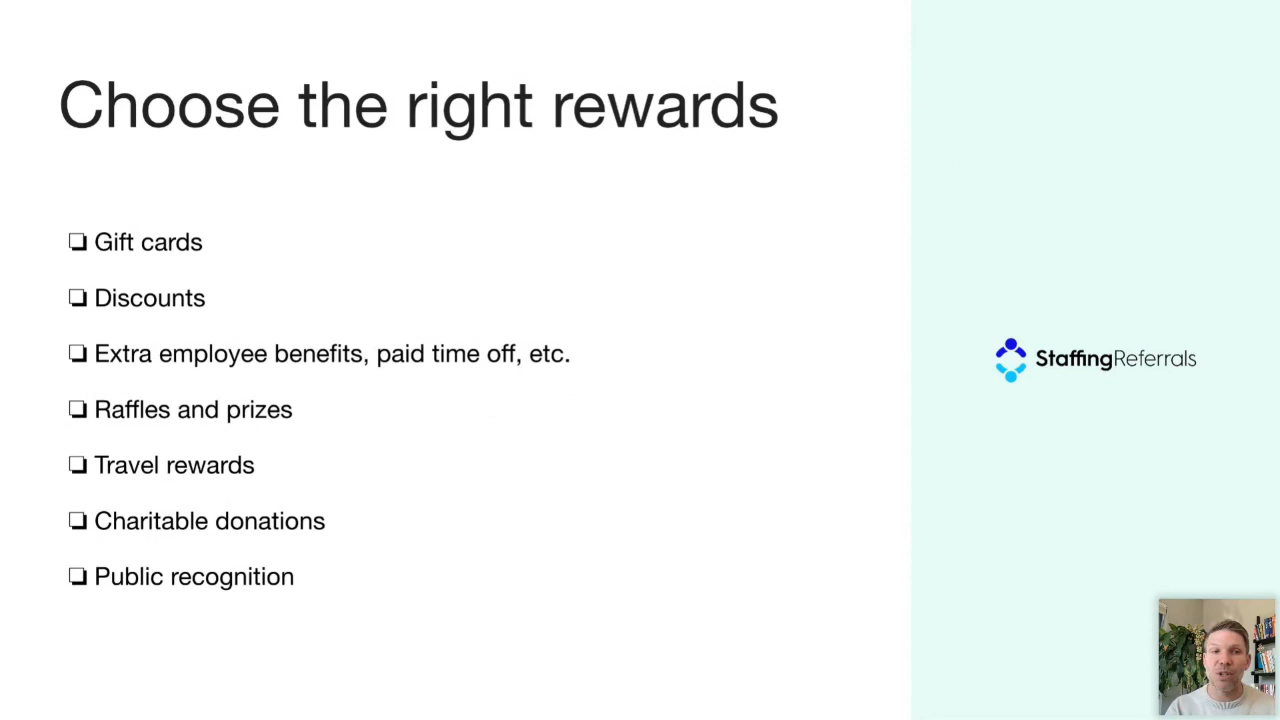 Choose the right rewards
❏ Gift cards
❏ Discounts
❏ Extra employee benefits, paid time off, etc.
❏ Raffles and prizes
❏ Travel rewards
❏ Charitable donations
❏ Public recognition
StaffingReferrals